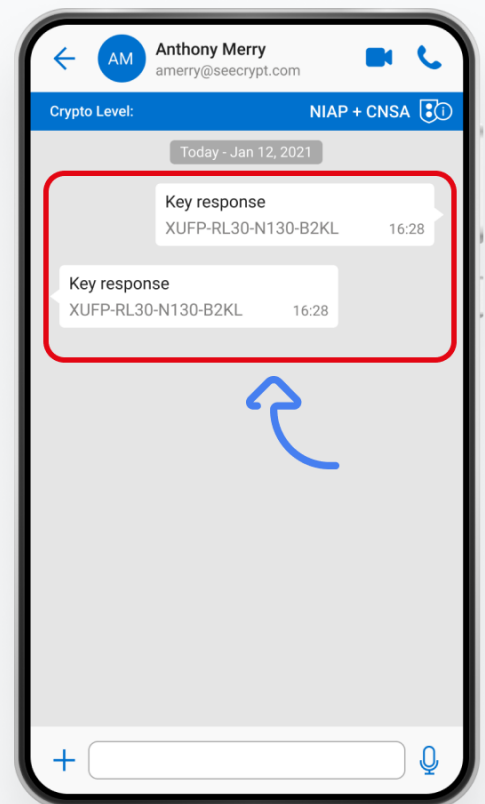 AM
Anthony Merry
amerry@seecrypt.com
Crypto Level:
NIAP + CNSA
Today - Jan 12, 2021
Key response
XUFP-RL30-N130-B2KL 16:28
Key response
XUFP-RL30-N130-B2KL 16:28